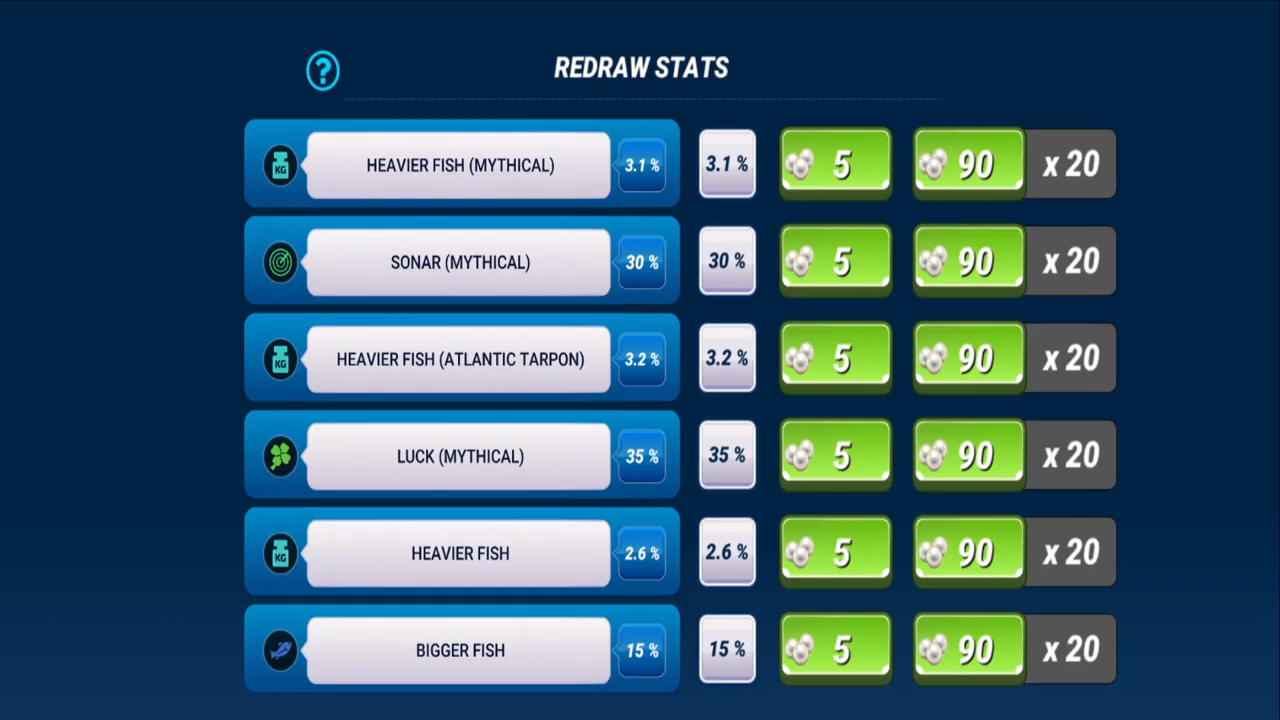 ?
REDRAW STATS
KG HEAVIER FISH (MYTHICAL) 3.1 % 3.1 % 5 90 x 20
SONAR (MYTHICAL) 30 % 30 % 5 90 x 20
KG HEAVIER FISH (ATLANTIC TARPON) 3.2 % 3.2 % 5 90 x 20
LUCK (MYTHICAL) 35 % 35 % 5 90 x 20
KG HEAVIER FISH 2.6 % 2.6 % 5 90 x 20
BIGGER FISH 15 % 15 % 5 90 x 20